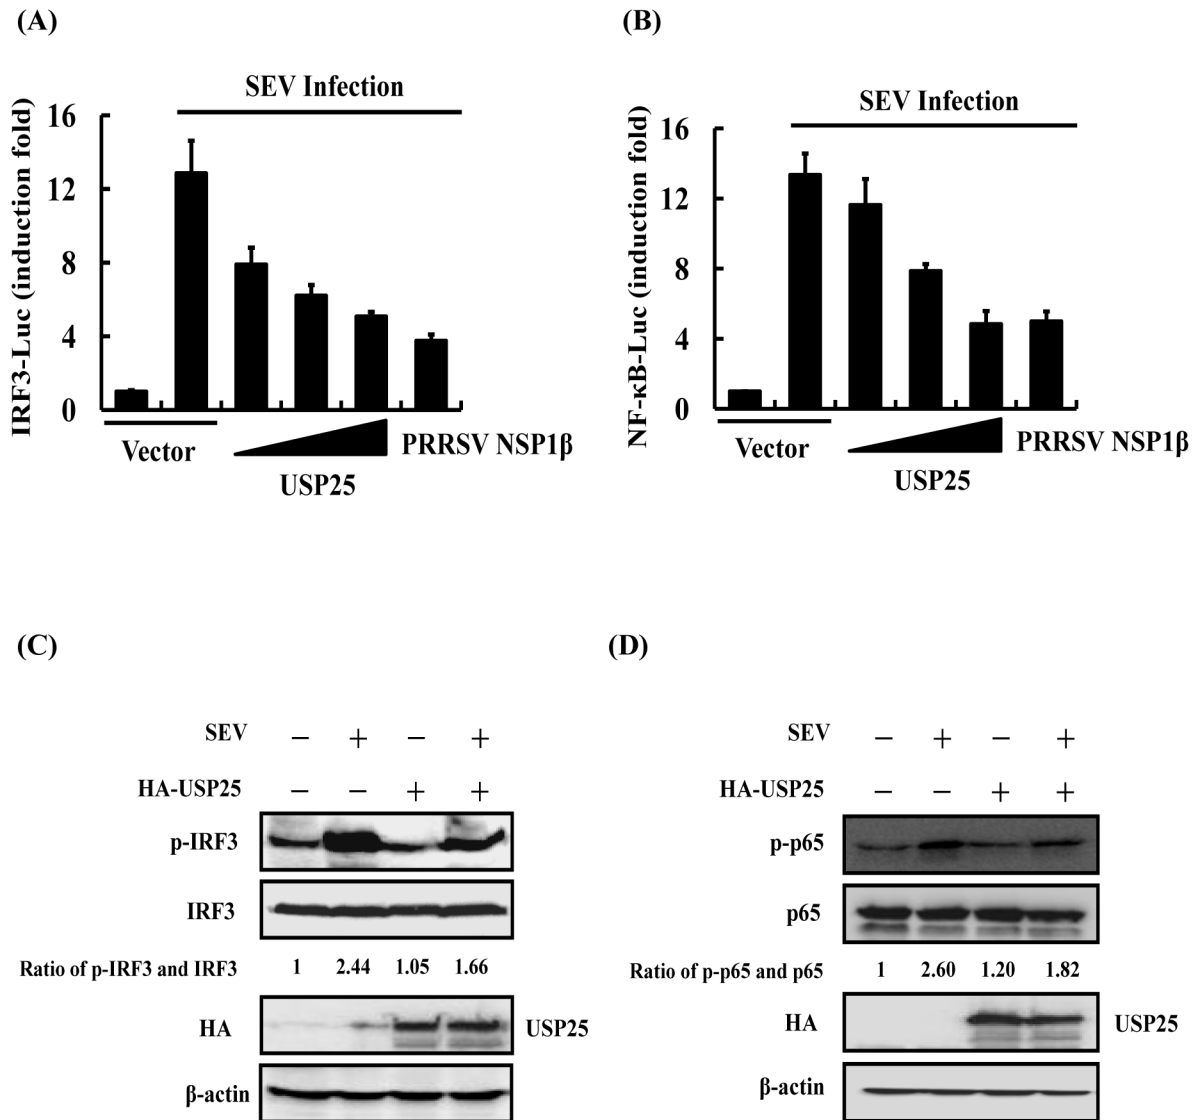 (A)
SEV Infection
IRF3-Luc (induction fold)
16
12
8
4
0
Vector
USP25
PRRSV NSP1β
(B)
SEV Infection
NF-κB-Luc (induction fold)
16
12
8
4
0
Vector
USP25
PRRSV NSP1β
(C)
SEV − + − +
HA-USP25 − − + +
p-IRF3
IRF3
Ratio of p-IRF3 and IRF3 1 2.44 1.05 1.66
HA USP25
β-actin
(D)
SEV − + − +
HA-USP25 − − + +
p-p65
p65
Ratio of p-p65 and p65 1 2.60 1.20 1.82
HA USP25
β-actin